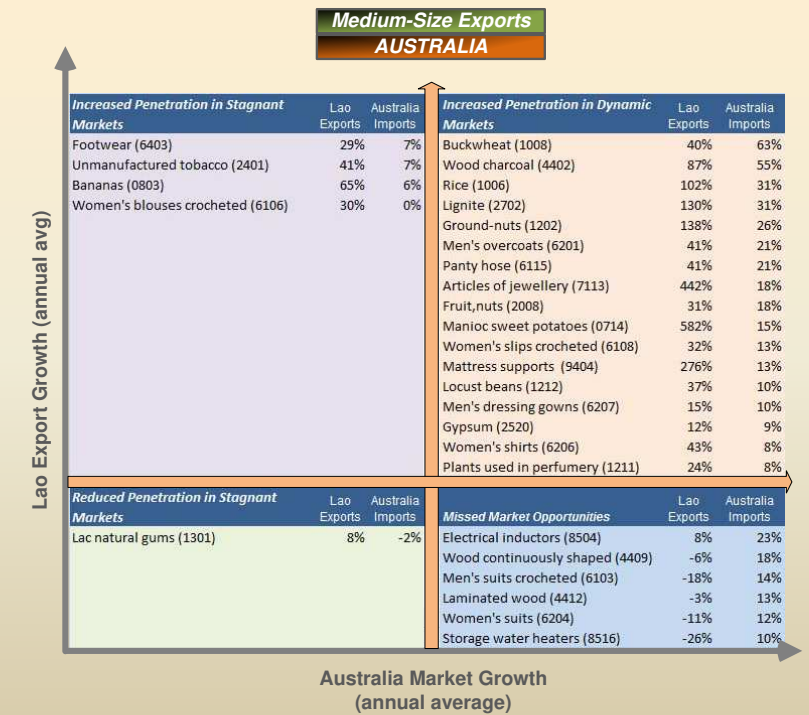 Medium-Size Exports
AUSTRALIA
Lao Export Growth (annual avg)
Increased Penetration in Stagnant Markets Lao Exports Australia Imports
Footwear (6403) 29% 7%
Unmanufactured tobacco (2401) 41% 7%
Bananas (0803) 65% 6%
Women's blouses crocheted (6106) 30% 0%
Increased Penetration in Dynamic Markets Lao Exports Australia Imports
Buckwheat (1008) 40% 63%
Wood charcoal (4402) 87% 55%
Rice (1006) 102% 31%
Lignite (2702) 130% 31%
Ground-nuts (1202) 138% 26%
Men's overcoats (6201) 41% 21%
Panty hose (6115) 41% 21%
Articles of jewellery (7113) 442% 18%
Fruit,nuts (2008) 31% 18%
Manioc sweet potatoes (0714) 582% 15%
Women's slips crocheted (6108) 32% 13%
Mattress supports (9404) 276% 13%
Locust beans (1212) 37% 10%
Men's dressing gowns (6207) 15% 10%
Gypsum (2520) 12% 9%
Women's shirts (6206) 43% 8%
Plants used in perfumery (1211) 24% 8%
Reduced Penetration in Stagnant Markets Lao Exports Australia Imports
Lac natural gums (1301) 8% -2%
Missed Market Opportunities Lao Exports Australia Imports
Electrical inductors (8504) 8% 23%
Wood continuously shaped (4409) -6% 18%
Men's suits crocheted (6103) -18% 14%
Laminated wood (4412) -3% 13%
Women's suits (6204) -11% 12%
Storage water heaters (8516) -26% 10%
Australia Market Growth
(annual average)